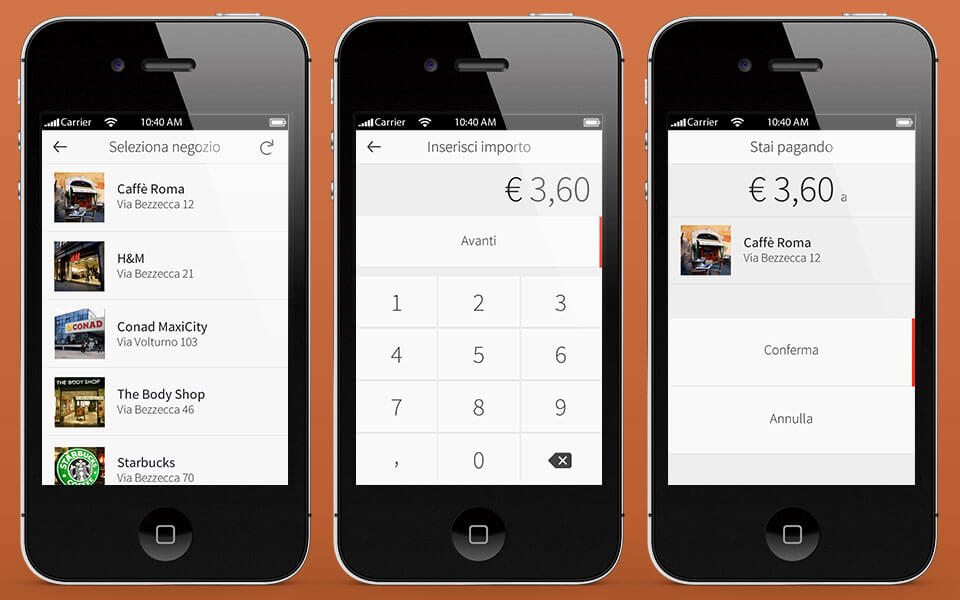 Carrier 10:40 AM
Seleziona negozio
Caffè Roma
Via Bezzecca 12
H&M
H&M
Via Bezzecca 21
CONAD
Conad MaxiCity
Via Volturno 103
THE BODY SHOP
The Body Shop
Via Bezzecca 46
STARBUCKS
COFFEE
Starbucks
Via Bezzecca 70
Carrier 10:40 AM
Inserisci importo
€ 3,60
Avanti
1 2 3
4 5 6
7 8 9
, 0
Carrier 10:40 AM
Stai pagando
€ 3,60 a
Caffè Roma
Via Bezzecca 12
Conferma
Annulla